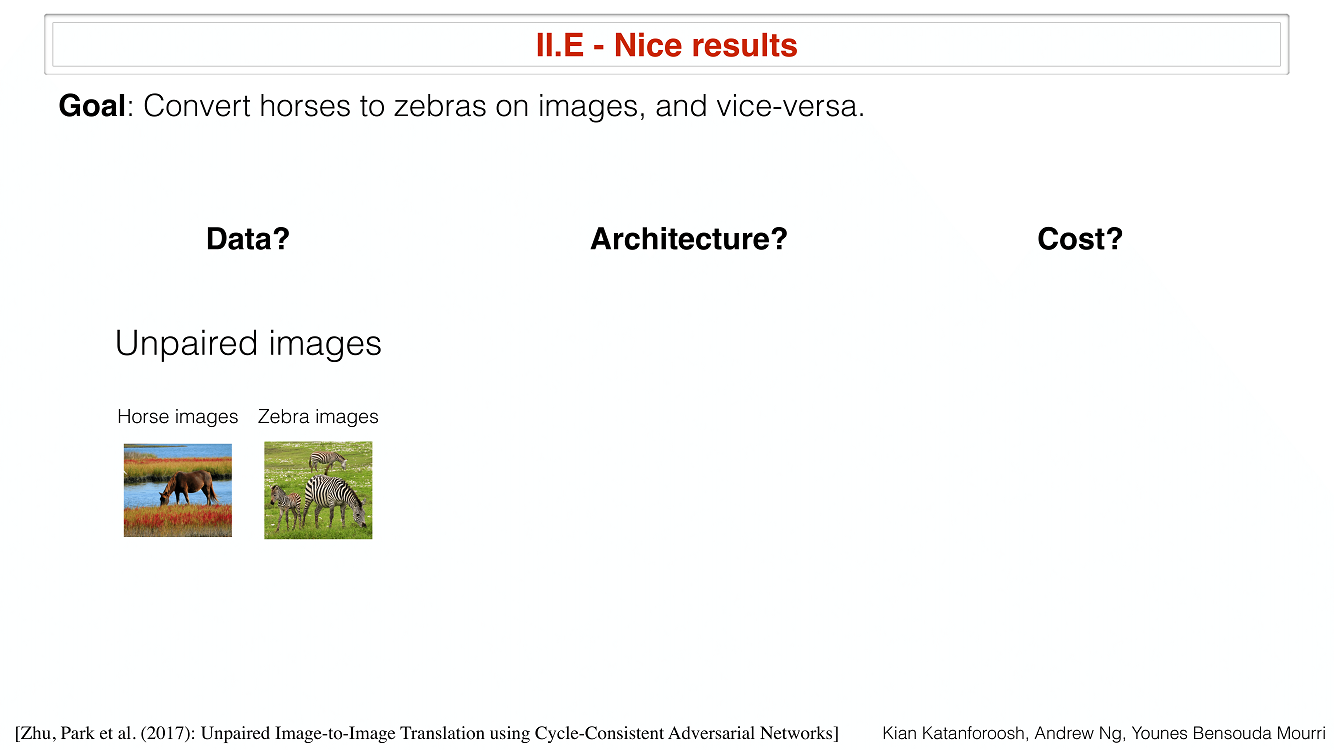 II.E - Nice results
Goal: Convert horses to zebras on images, and vice-versa.
Data?
Architecture?
Cost?
Unpaired images
Horse images
Zebra images
[Zhu, Park et al. (2017): Unpaired Image-to-Image Translation using Cycle-Consistent Adversarial Networks]
Kian Katanforoosh, Andrew Ng, Younes Bensouda Mourri